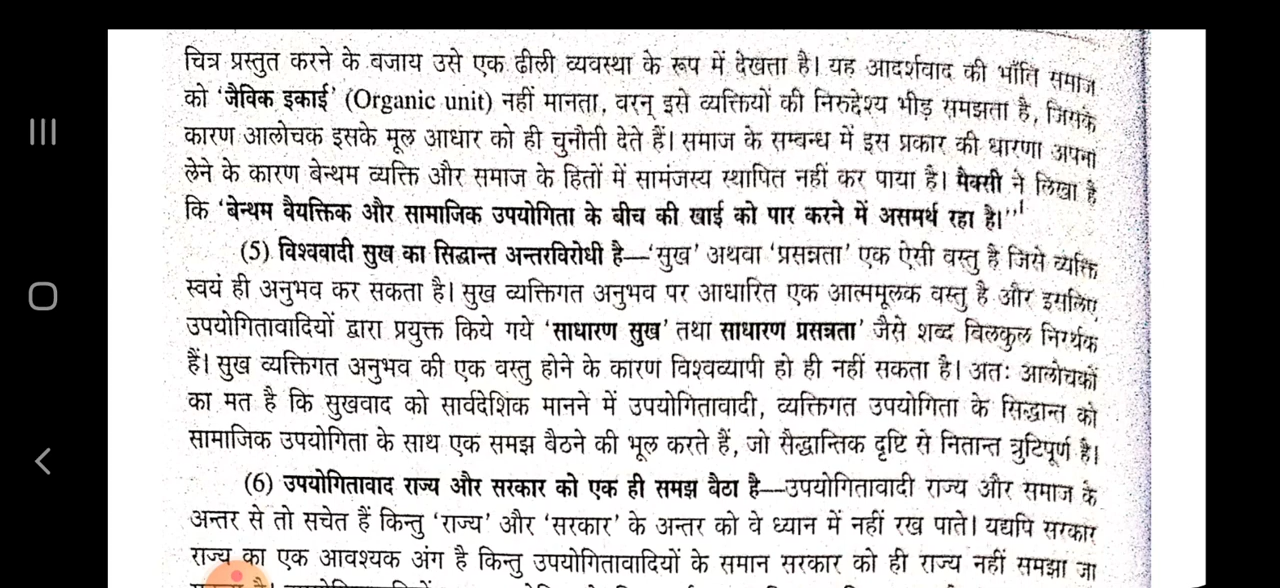 चित्र प्रस्तुत करने के बजाय उसे एक ढीली व्यवस्था के रूप में देखता है। यह आदर्शवाद की भाँति समाज
को 'जैविक इकाई' (Organic unit) नहीं मानता, वरन् इसे व्यक्तियों की निरुद्देश्य भीड़ समझता है, जिसके
कारण आलोचक इसके मूल आधार को ही चुनौती देते हैं। समाज के सम्बन्ध में इस प्रकार की धारणा अपना
लेने के कारण बेन्थम व्यक्ति और समाज के हितों में सामंजस्य स्थापित नहीं कर पाया है। मैक्सी ने लिखा है
कि 'बेन्थम वैयक्तिक और सामाजिक उपयोगिता के बीच की खाई को पार करने में असमर्थ रहा है।''1
(5) विश्ववादी सुख का सिद्धान्त अन्तरविरोधी है—'सुख' अथवा 'प्रसन्नता' एक ऐसी वस्तु है जिसे व्यक्ति
स्वयं ही अनुभव कर सकता है। सुख व्यक्तिगत अनुभव पर आधारित एक आत्ममूलक वस्तु है और इसलिए
उपयोगितावादियों द्वारा प्रयुक्त किये गये 'साधारण सुख' तथा साधारण प्रसन्नता' जैसे शब्द बिलकुल निरर्थक
हैं। सुख व्यक्तिगत अनुभव की एक वस्तु होने के कारण विश्वव्यापी हो ही नहीं सकता है। अतः आलोचकों
का मत है कि सुखवाद को सार्वदेशिक मानने में उपयोगितावादी, व्यक्तिगत उपयोगिता के सिद्धान्त को
सामाजिक उपयोगिता के साथ एक समझ बैठने की भूल करते हैं, जो सैद्धान्तिक दृष्टि से नितान्त त्रुटिपूर्ण है।
(6) उपयोगितावाद राज्य और सरकार को एक ही समझ बैठा है—उपयोगितावादी राज्य और समाज के
अन्तर से तो सचेत हैं किन्तु 'राज्य' और 'सरकार' के अन्तर को वे ध्यान में नहीं रख पाते। यद्यपि सरकार
राज्य का एक आवश्यक अंग है किन्तु उपयोगितावादियों के समान सरकार को ही राज्य नहीं समझा जा